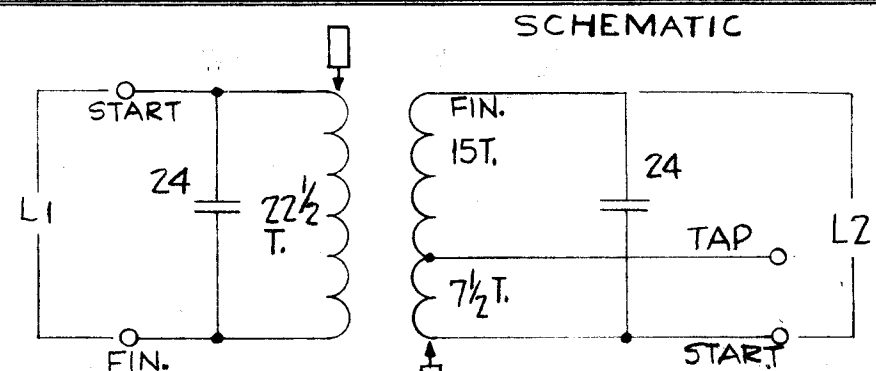 SCHEMATIC
START
FIN.
15T.
24
22½
T.
24
L1
TAP
L2
7½T.
START
FIN.